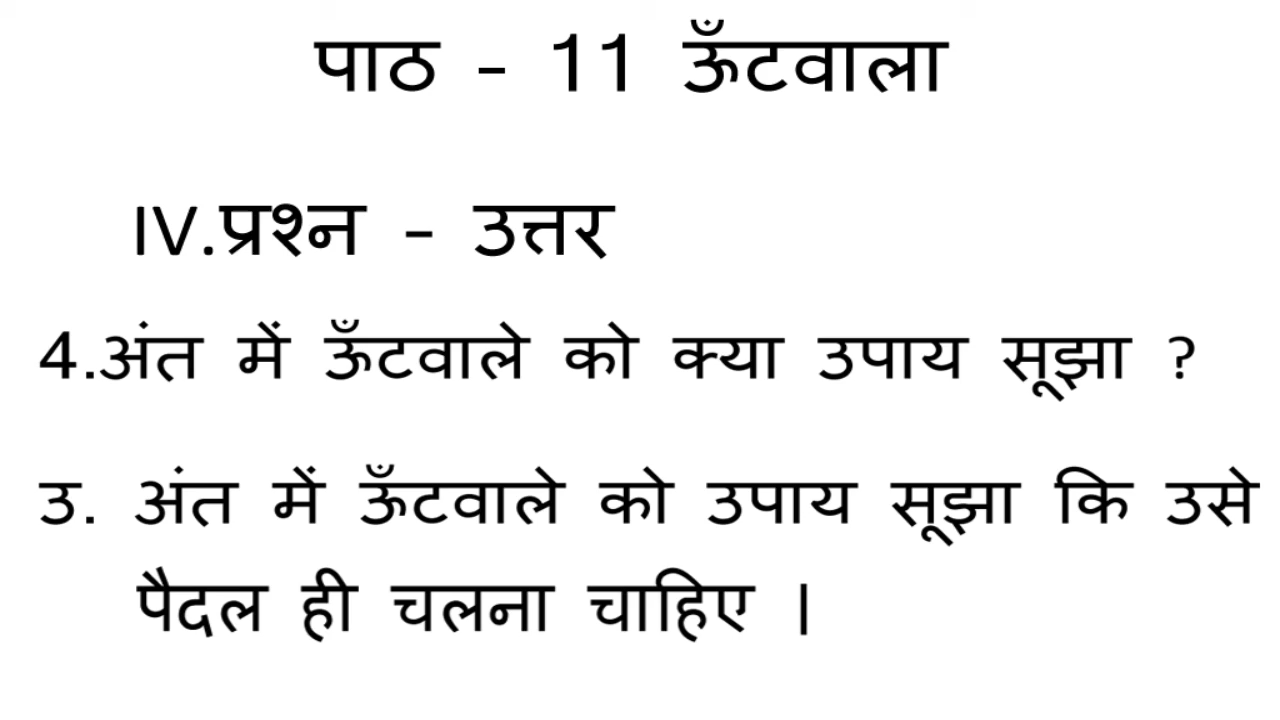 पाठ - 11 ऊँटवाला
IV.प्रश्न - उत्तर
4.अंत में ऊँटवाले को क्या उपाय सूझा ?
उ. अंत में ऊँटवाले को उपाय सूझा कि उसे
पैदल ही चलना चाहिए ।